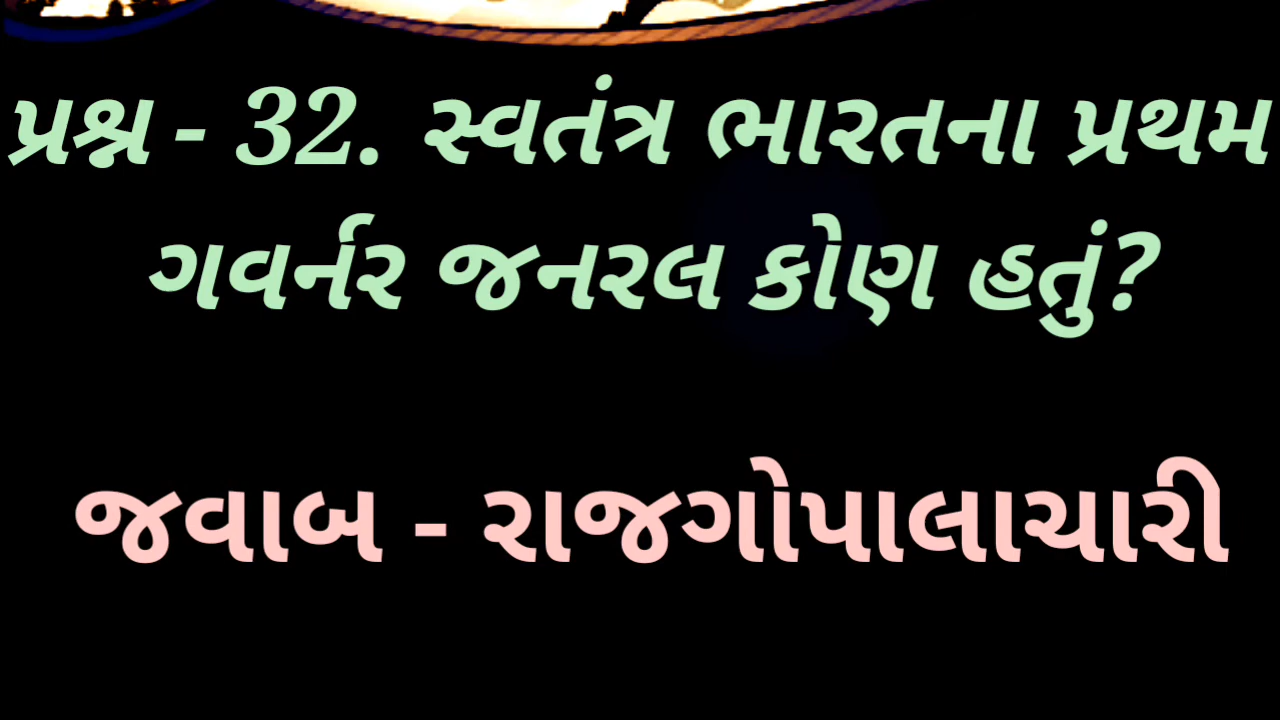 પ્રશ્ન - 32. સ્વતંત્ર ભારતના પ્રથમ
ગવર્નર જનરલ કોણ હતું?
જવાબ - રાજગોપાલાચારી